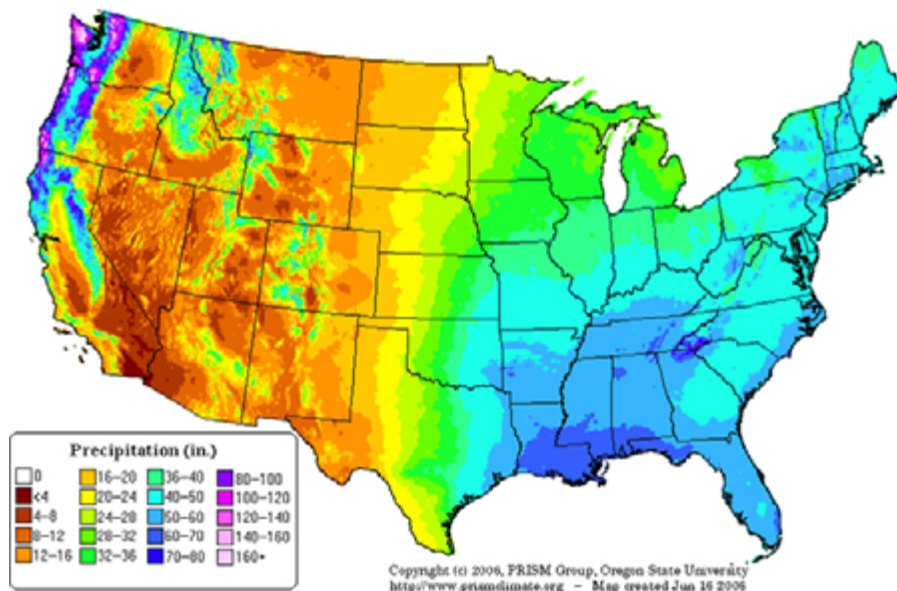 Precipitation (in.)
0 16-20 36-40 80-100
<4 20-24 40-50 100-120
4-8 24-28 50-60 120-140
8-12 28-32 60-70 140-160
12-16 32-36 70-80 160+
Copyright (c) 2006, PRISM Group, Oregon State University
http://www.prismclimate.org - Map created Jun 16 2006